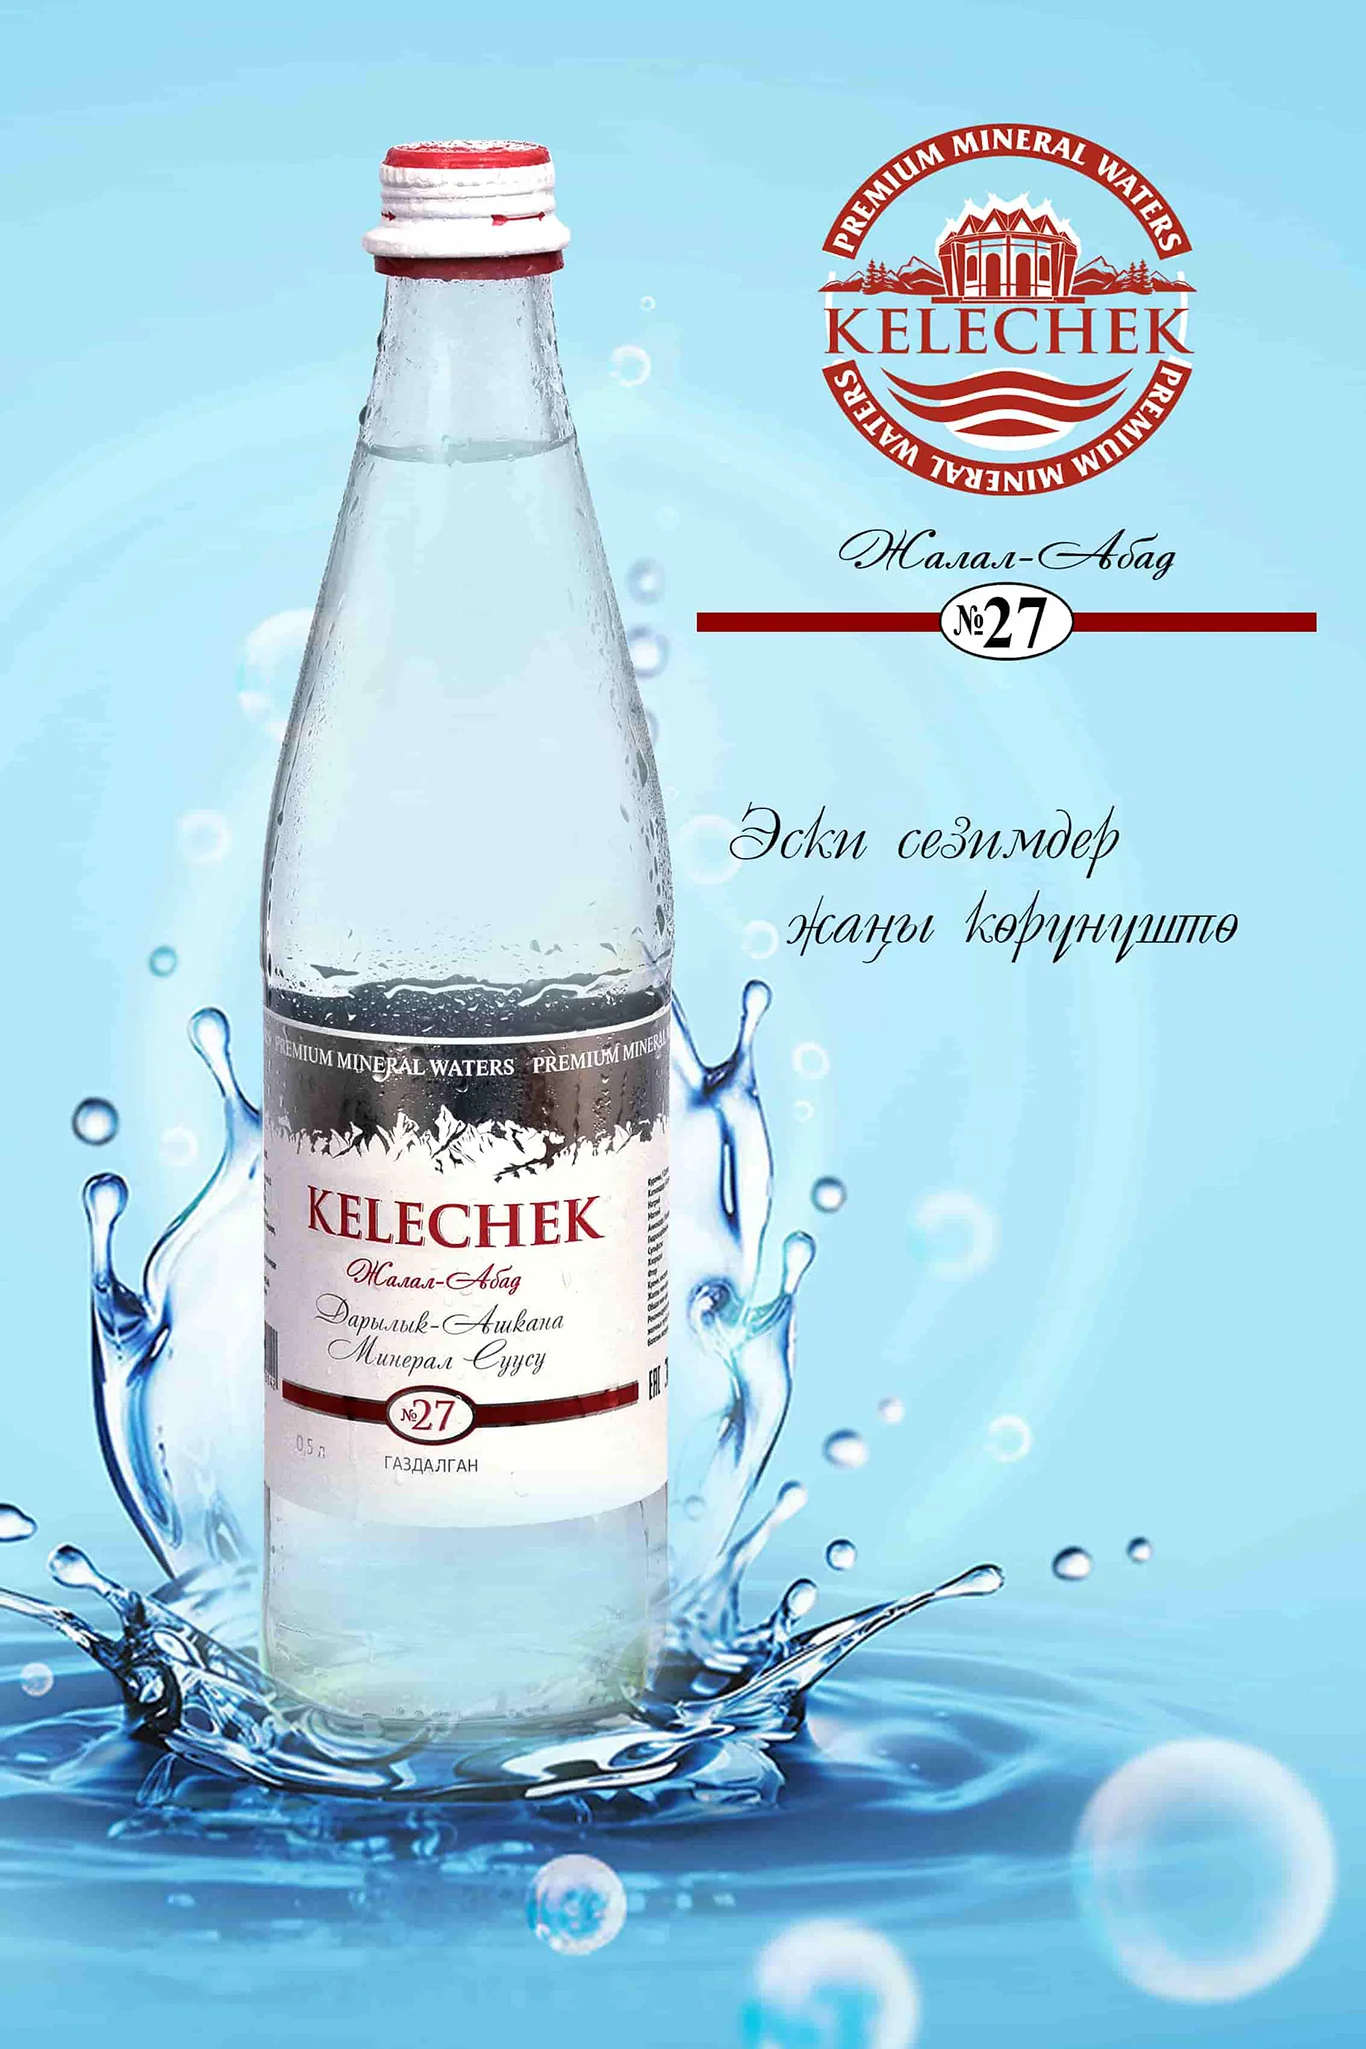 PREMIUM MINERAL WATERS
KELECHEK
PREMIUM MINERAL WATERS
Жалал-Абад
№27
Эски сезимдер
жаңы көрүнүштө
PREMIUM MINERAL WATERS PREMIUM MINERAL
KELECHEK
Жалал-Абад
Дарылык-Ашкана
Минерал Суусу
№27
0,5 л
ГАЗДАЛГАН
EAC